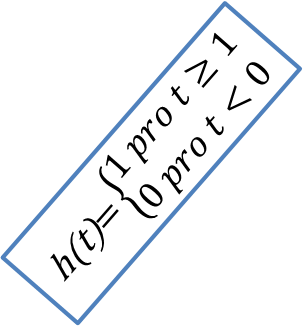 h(t)= {1 pro t ≥ 1
0 pro t < 0